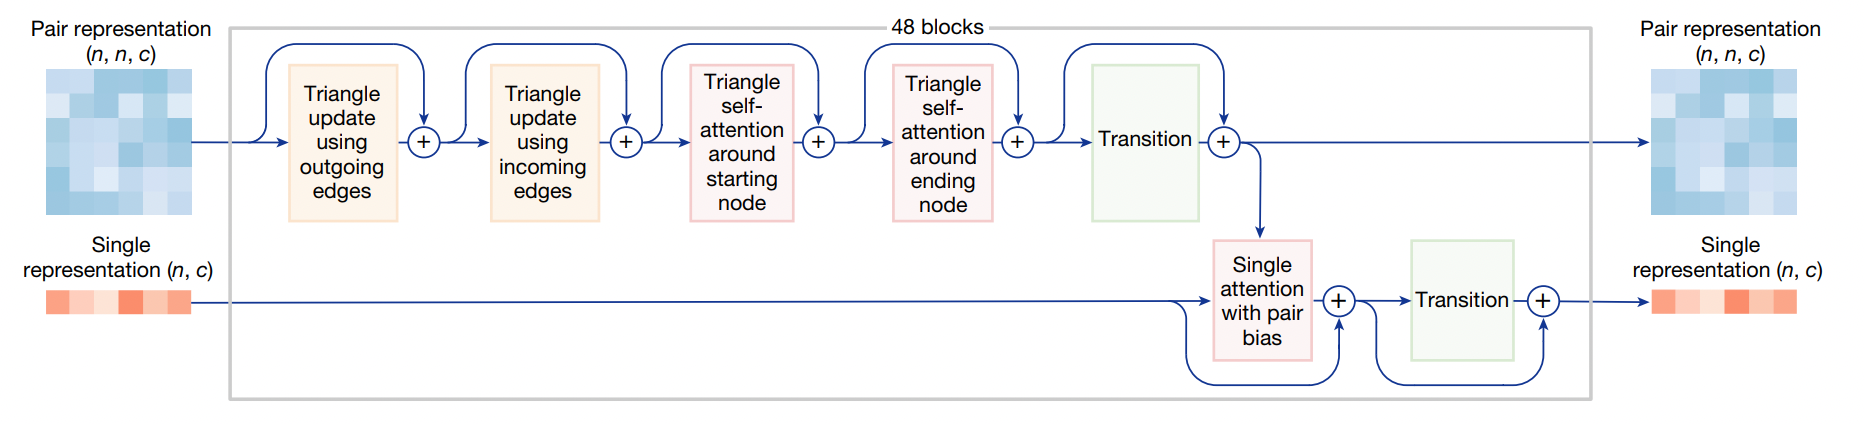 48 blocks
Pair representation
(n, n, c)
Single
representation (n, c)
Triangle
update
using
outgoing
edges
+
Triangle
update
using
incoming
edges
+
Triangle
self-
attention
around
starting
node
+
Triangle
self-
attention
around
ending
node
+
Transition
+
Single
attention
with pair
bias
+
Transition
+
Pair representation
(n, n, c)
Single
representation (n, c)